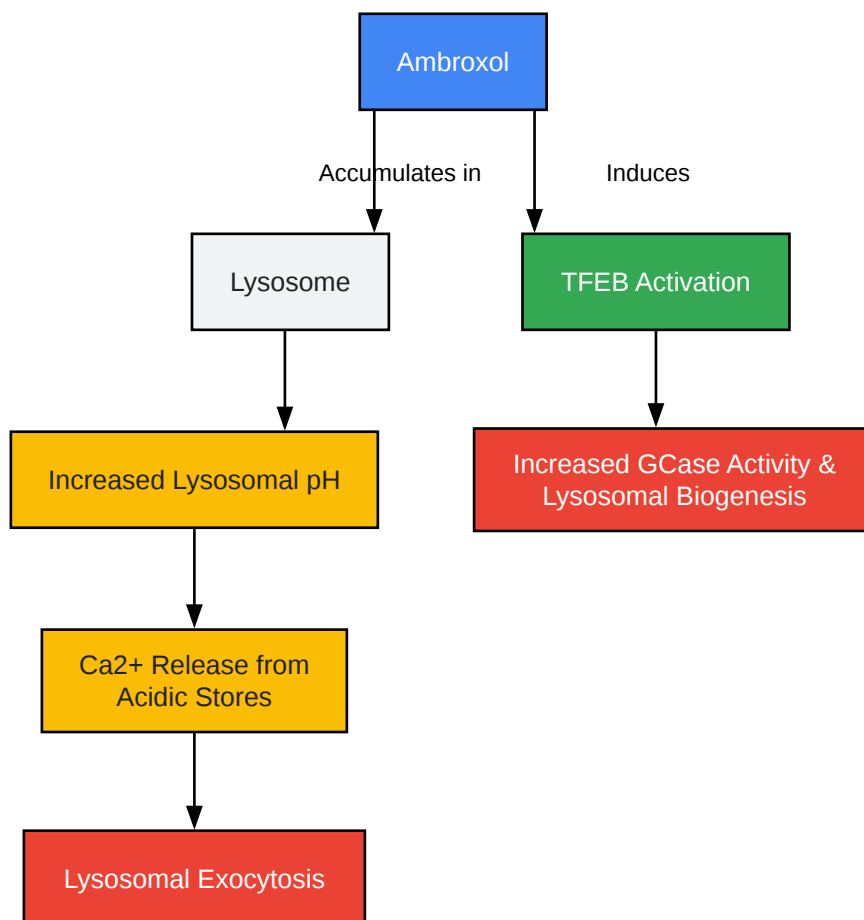 Ambroxol
Accumulates in
Induces
Lysosome
TFEB Activation
Increased Lysosomal pH
Increased GCase Activity &
Lysosomal Biogenesis
Ca2+ Release from
Acidic Stores
Lysosomal Exocytosis